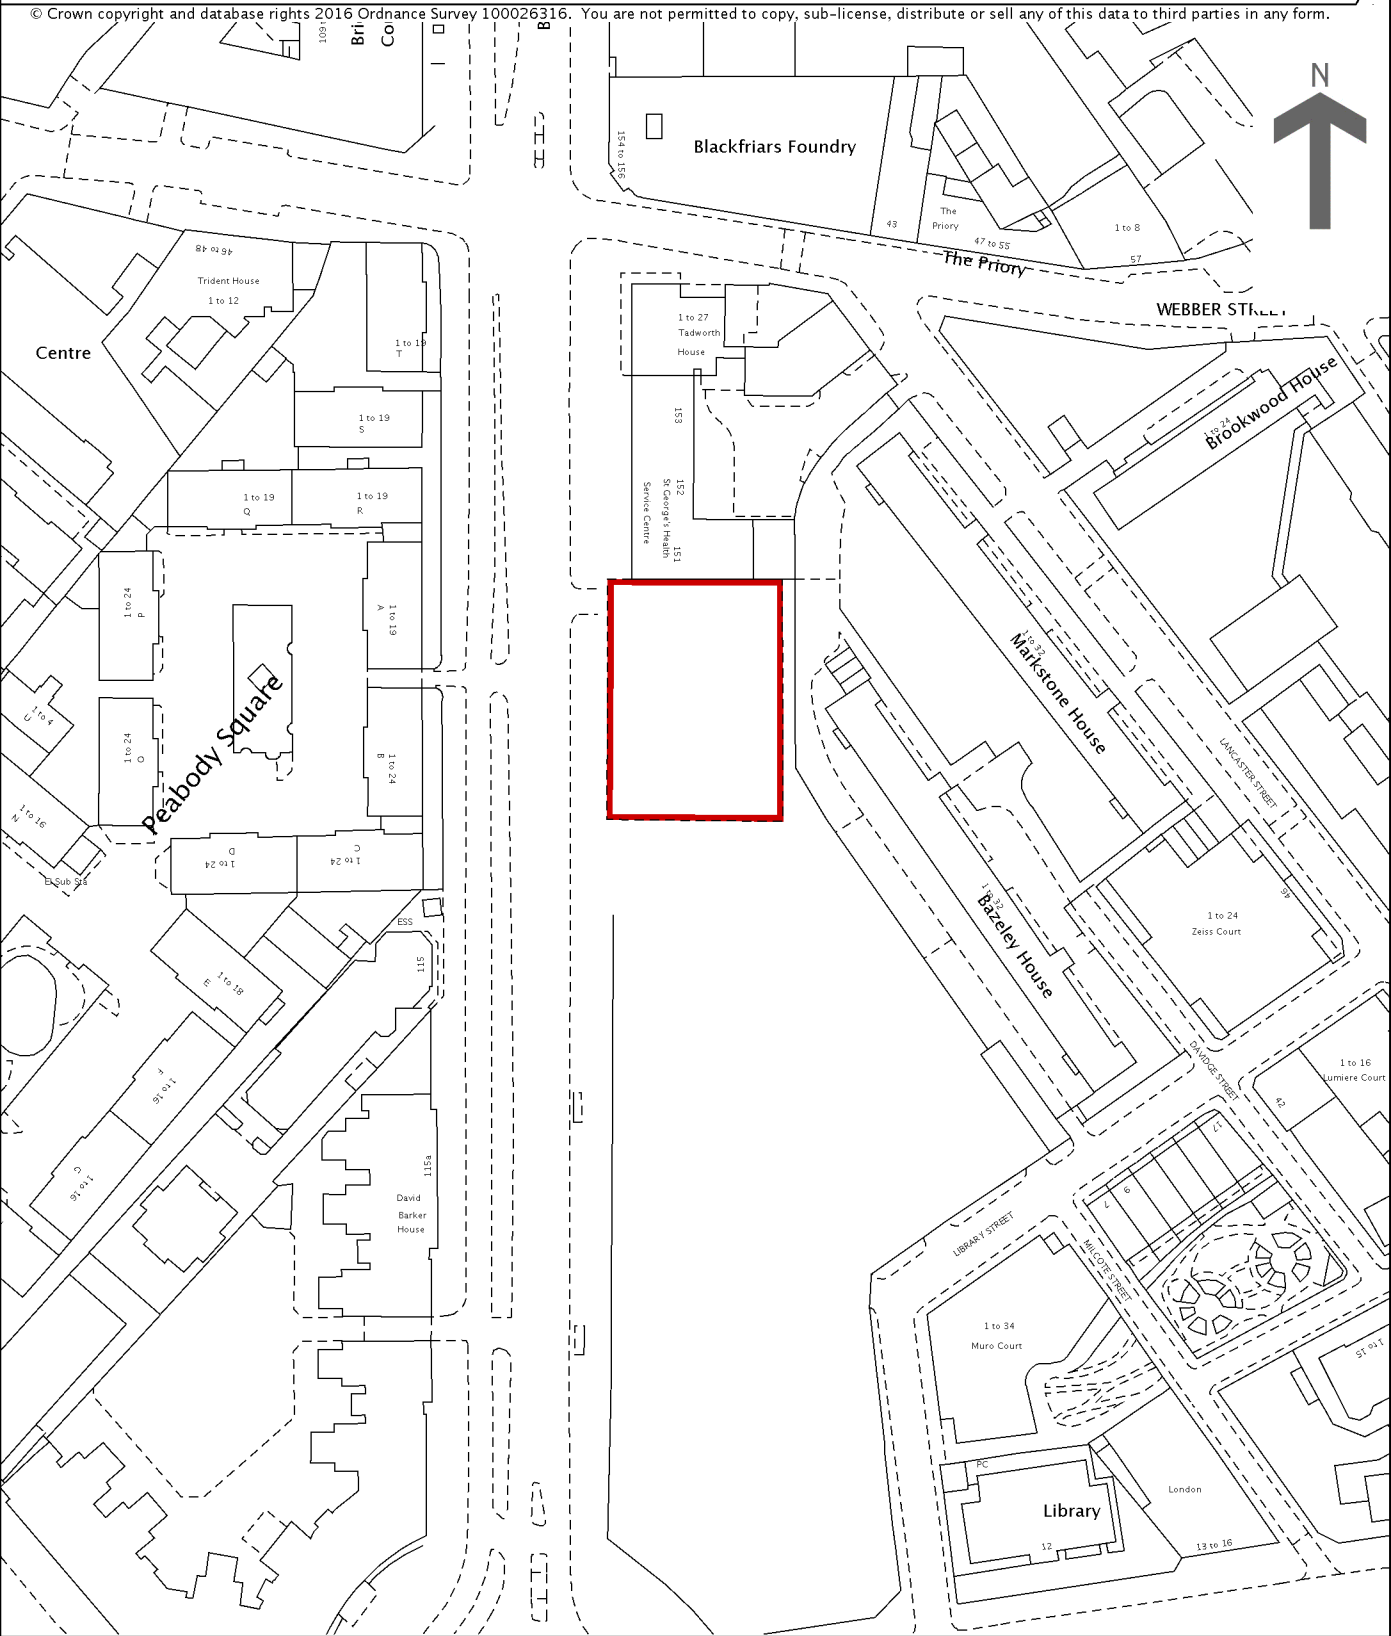 © Crown copyright and database rights 2016 Ordnance Survey 100026316. You are not permitted to copy, sub-license, distribute or sell any of this data to third parties in any form.
N
154 to 156
Blackfriars Foundry
43
The
Priory
47 to 55
1 to 8
57
The Priory
WEBBER STREET
46 to 48
Trident House
1 to 12
Centre
1 to 19
T
1 to 19
S
1 to 19
Q
1 to 19
R
1 to 27
Tadworth
House
153
152
St George's Health
Service Centre
151
1 to 24
Brookwood House
1 to 24
P
1 to 19
A
1 to 32
Markstone House
1 to 4
U
1 to 24
O
Peabody Square
1 to 24
B
LANCASTER STREET
1 to 16
N
D
1 to 24
C
1 to 24
El Sub Sta
ESS
115
1 to 32
Bazeley House
46
1 to 24
Zeiss Court
1 to 18
E
F
1 to 16
G
1 to 16
DAVIDGE STREET
1 to 16
Lumiere Court
42
17
9
7
115a
David
Barker
House
LIBRARY STREET
MILCOTE STREET
1 to 34
Muro Court
1 to 15
PC
Library
12
London
13 to 16